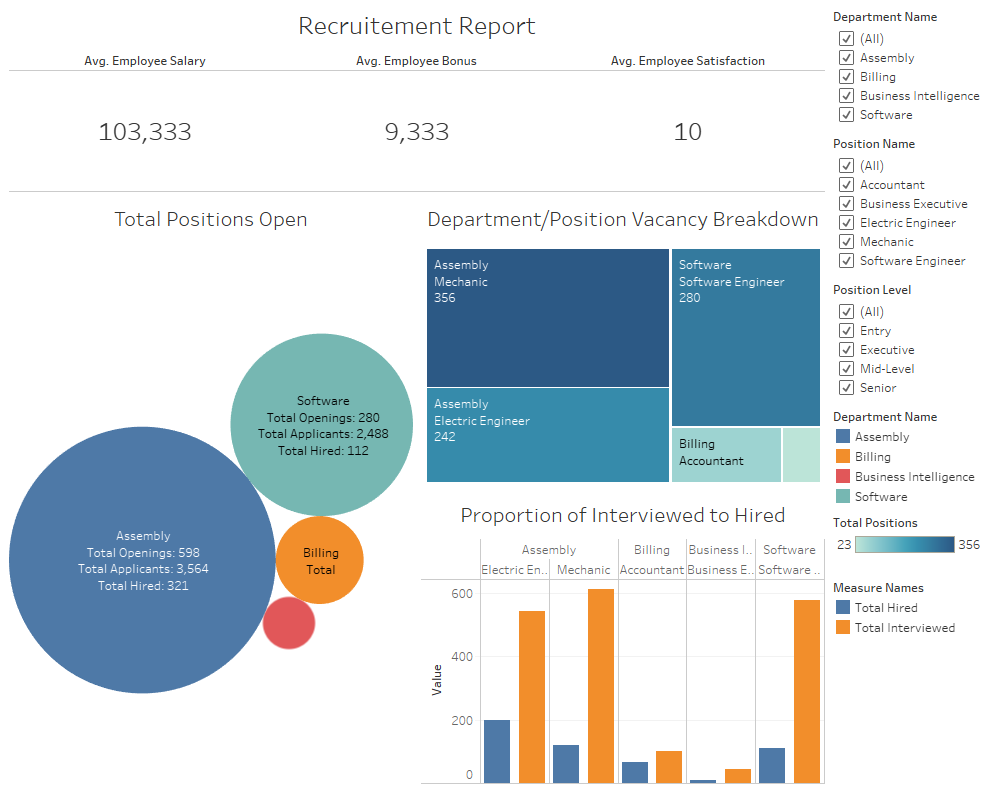 Recruitement Report
Avg. Employee Salary
Avg. Employee Bonus
Avg. Employee Satisfaction
103,333
9,333
10
Total Positions Open
Software
Total Openings: 280
Total Applicants: 2,488
Total Hired: 112
Assembly
Total Openings: 598
Total Applicants: 3,564
Total Hired: 321
Billing
Total
Department/Position Vacancy Breakdown
Assembly
Mechanic
356
Software
Software Engineer
280
Assembly
Electric Engineer
242
Billing
Accountant
Proportion of Interviewed to Hired
Assembly
Billing
Business I..
Software
Electric En..
Mechanic
Accountant
Business E..
Software ..
Value
600
400
200
0
Department Name
(All)
Assembly
Billing
Business Intelligence
Software
Position Name
(All)
Accountant
Business Executive
Electric Engineer
Mechanic
Software Engineer
Position Level
(All)
Entry
Executive
Mid-Level
Senior
Department Name
Assembly
Billing
Business Intelligence
Software
Total Positions
23 356
Measure Names
Total Hired
Total Interviewed